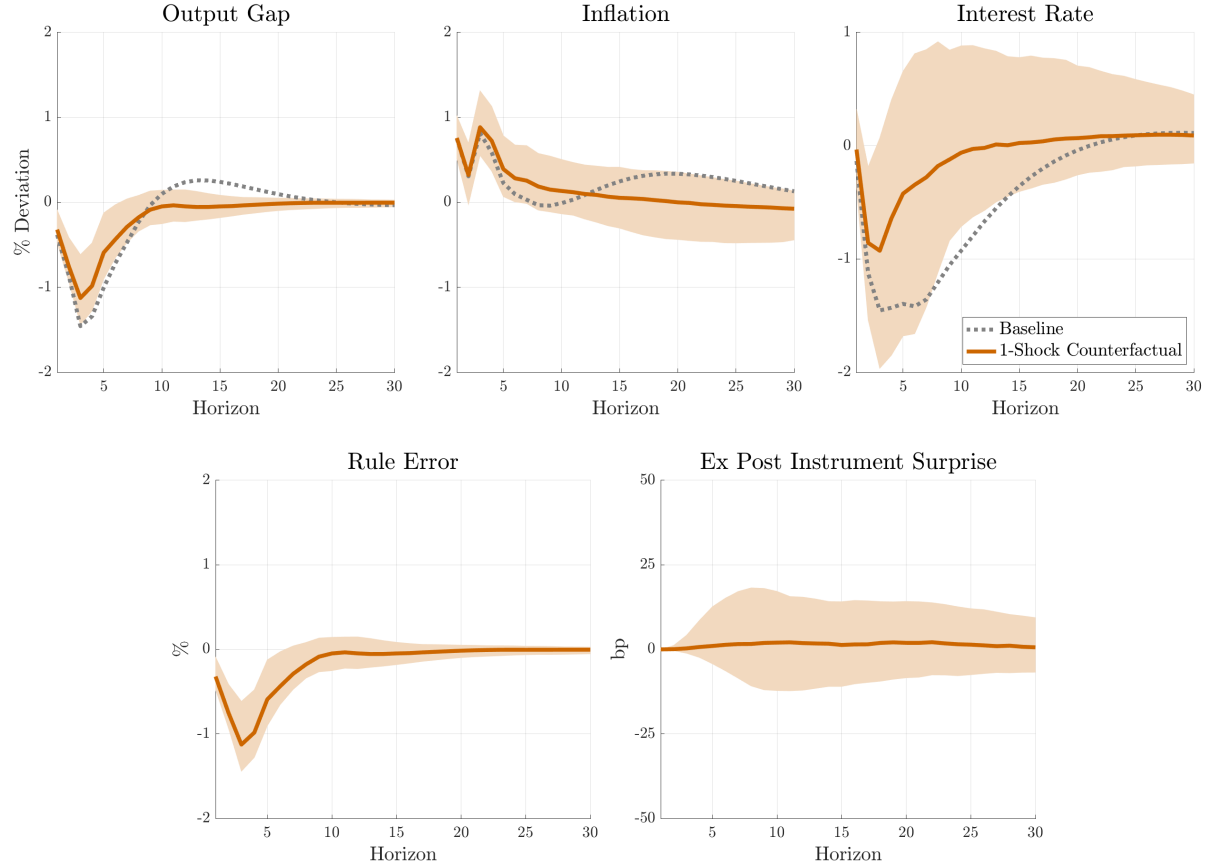 Output Gap
Inflation
Interest Rate
% Deviation
2
1
0
-1
-2
5 10 15 20 25 30
Horizon
2
1
0
-1
-2
5 10 15 20 25 30
Horizon
1
0
-1
-2
5 10 15 20 25 30
Horizon
Baseline
1-Shock Counterfactual
Rule Error
Ex Post Instrument Surprise
%
2
1
0
-1
-2
5 10 15 20 25 30
Horizon
bp
50
25
0
-25
-50
5 10 15 20 25 30
Horizon